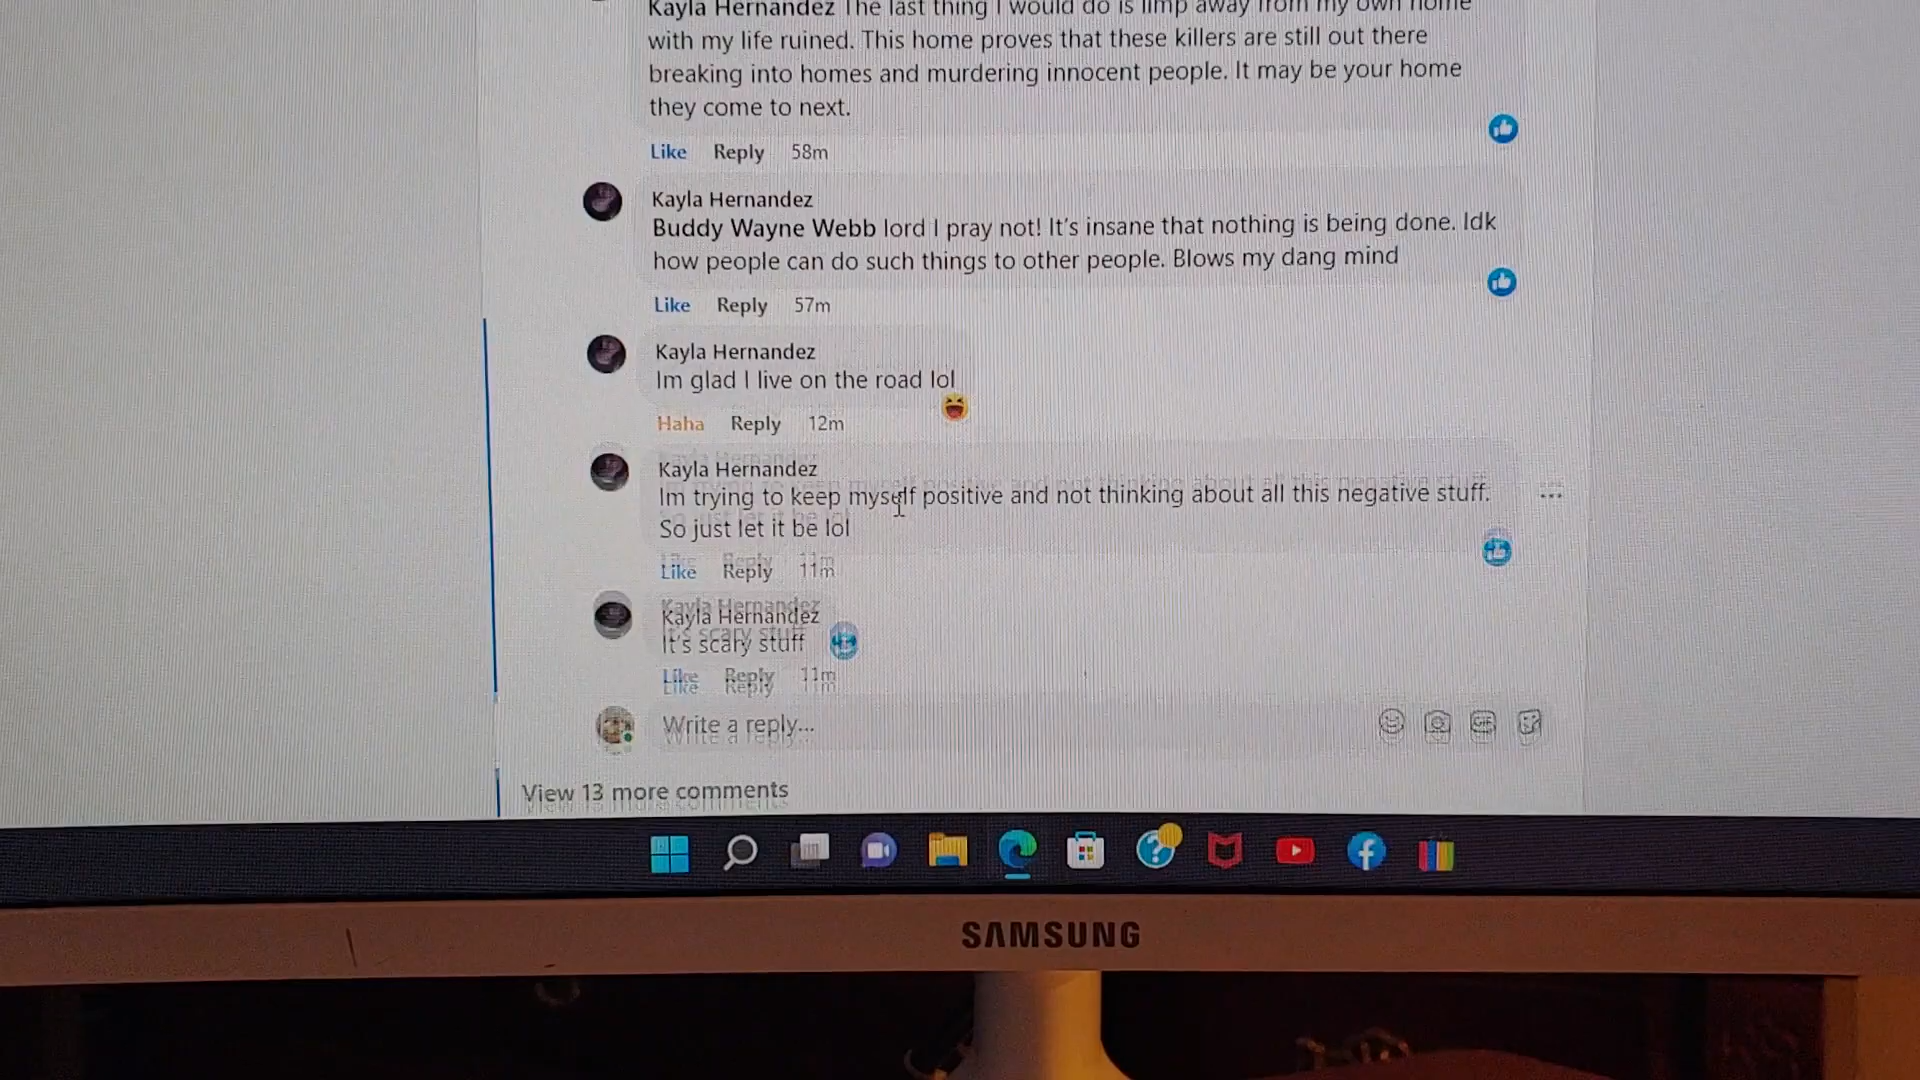 Kayla Hernandez The last thing I would do is limp away from my own home
with my life ruined. This home proves that these killers are still out there
breaking into homes and murdering innocent people. It may be your home
they come to next.
Like Reply 58m
Kayla Hernandez
Buddy Wayne Webb lord I pray not! It's insane that nothing is being done. Idk
how people can do such things to other people. Blows my dang mind
Like Reply 57m
Kayla Hernandez
Im glad I live on the road lol
Haha Reply 12m
Kayla Hernandez
Im trying to keep myself positive and not thinking about all this negative stuff.
So just let it be lol
Like Reply 11m
Kayla Hernandez
It's scary stuff
Like Reply 11m
Write a reply...
GIF
View 13 more comments
SAMSUNG